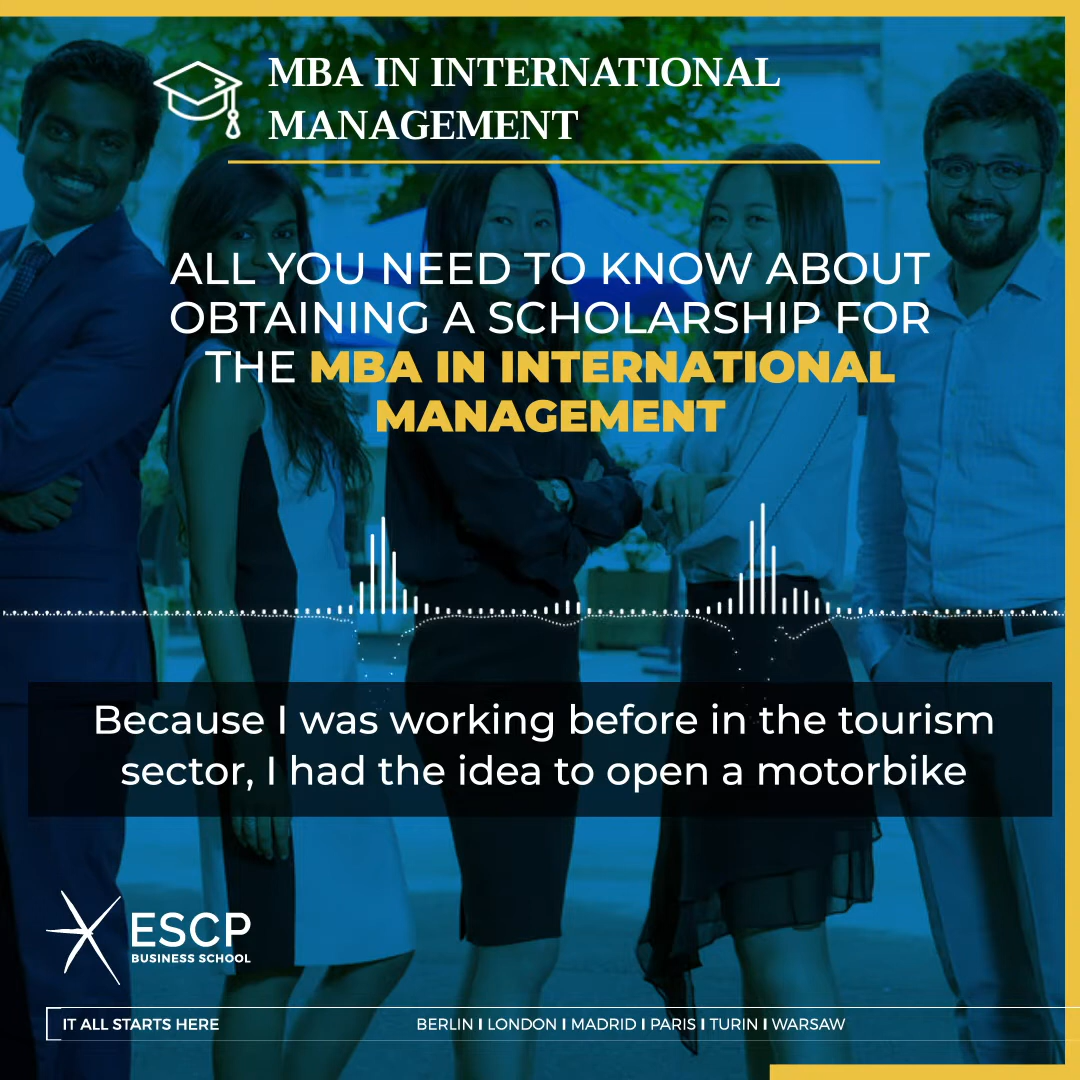 MBA IN INTERNATIONAL
MANAGEMENT
ALL YOU NEED TO KNOW ABOUT
OBTAINING A SCHOLARSHIP FOR
THE MBA IN INTERNATIONAL
MANAGEMENT
Because I was working before in the tourism
sector, I had the idea to open a motorbike
ESCP
BUSINESS SCHOOL
IT ALL STARTS HERE
BERLIN I LONDON I MADRID I PARIS I TURIN I WARSAW